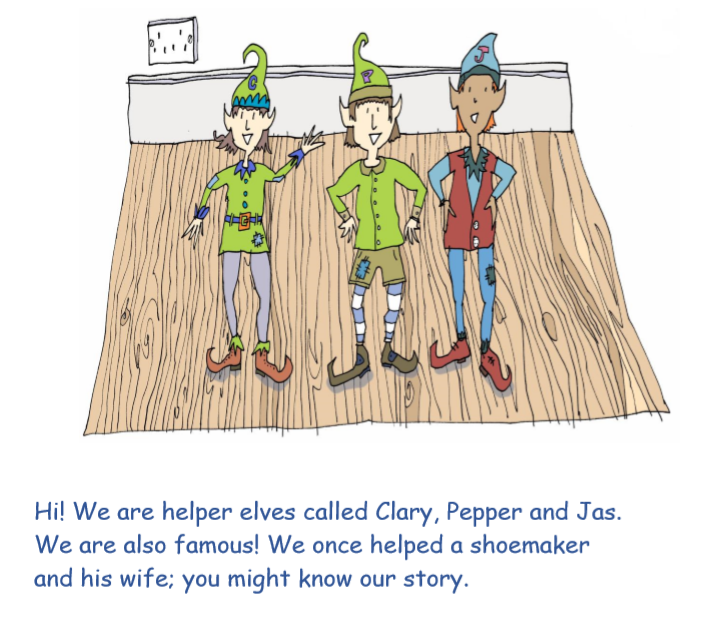 C
P
J
Hi! We are helper elves called Clary, Pepper and Jas.
We are also famous! We once helped a shoemaker
and his wife; you might know our story.